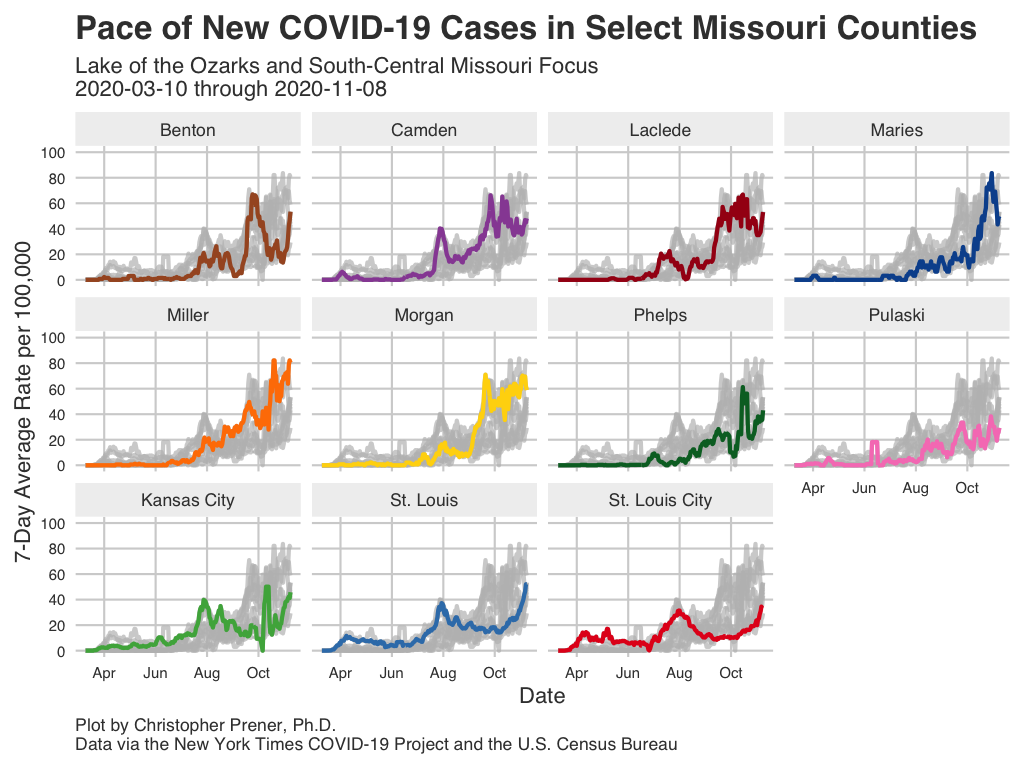 Pace of New COVID-19 Cases in Select Missouri Counties
Lake of the Ozarks and South-Central Missouri Focus
2020-03-10 through 2020-11-08
Benton
Camden
Laclede
Maries
100
80
60
40
20
0
Miller
Morgan
Phelps
Pulaski
100
80
60
40
20
0
Apr Jun Aug Oct
Kansas City
St. Louis
St. Louis City
100
80
60
40
20
0
Apr Jun Aug Oct
Apr Jun Aug Oct
Apr Jun Aug Oct
7-Day Average Rate per 100,000
Date
Plot by Christopher Prener, Ph.D.
Data via the New York Times COVID-19 Project and the U.S. Census Bureau